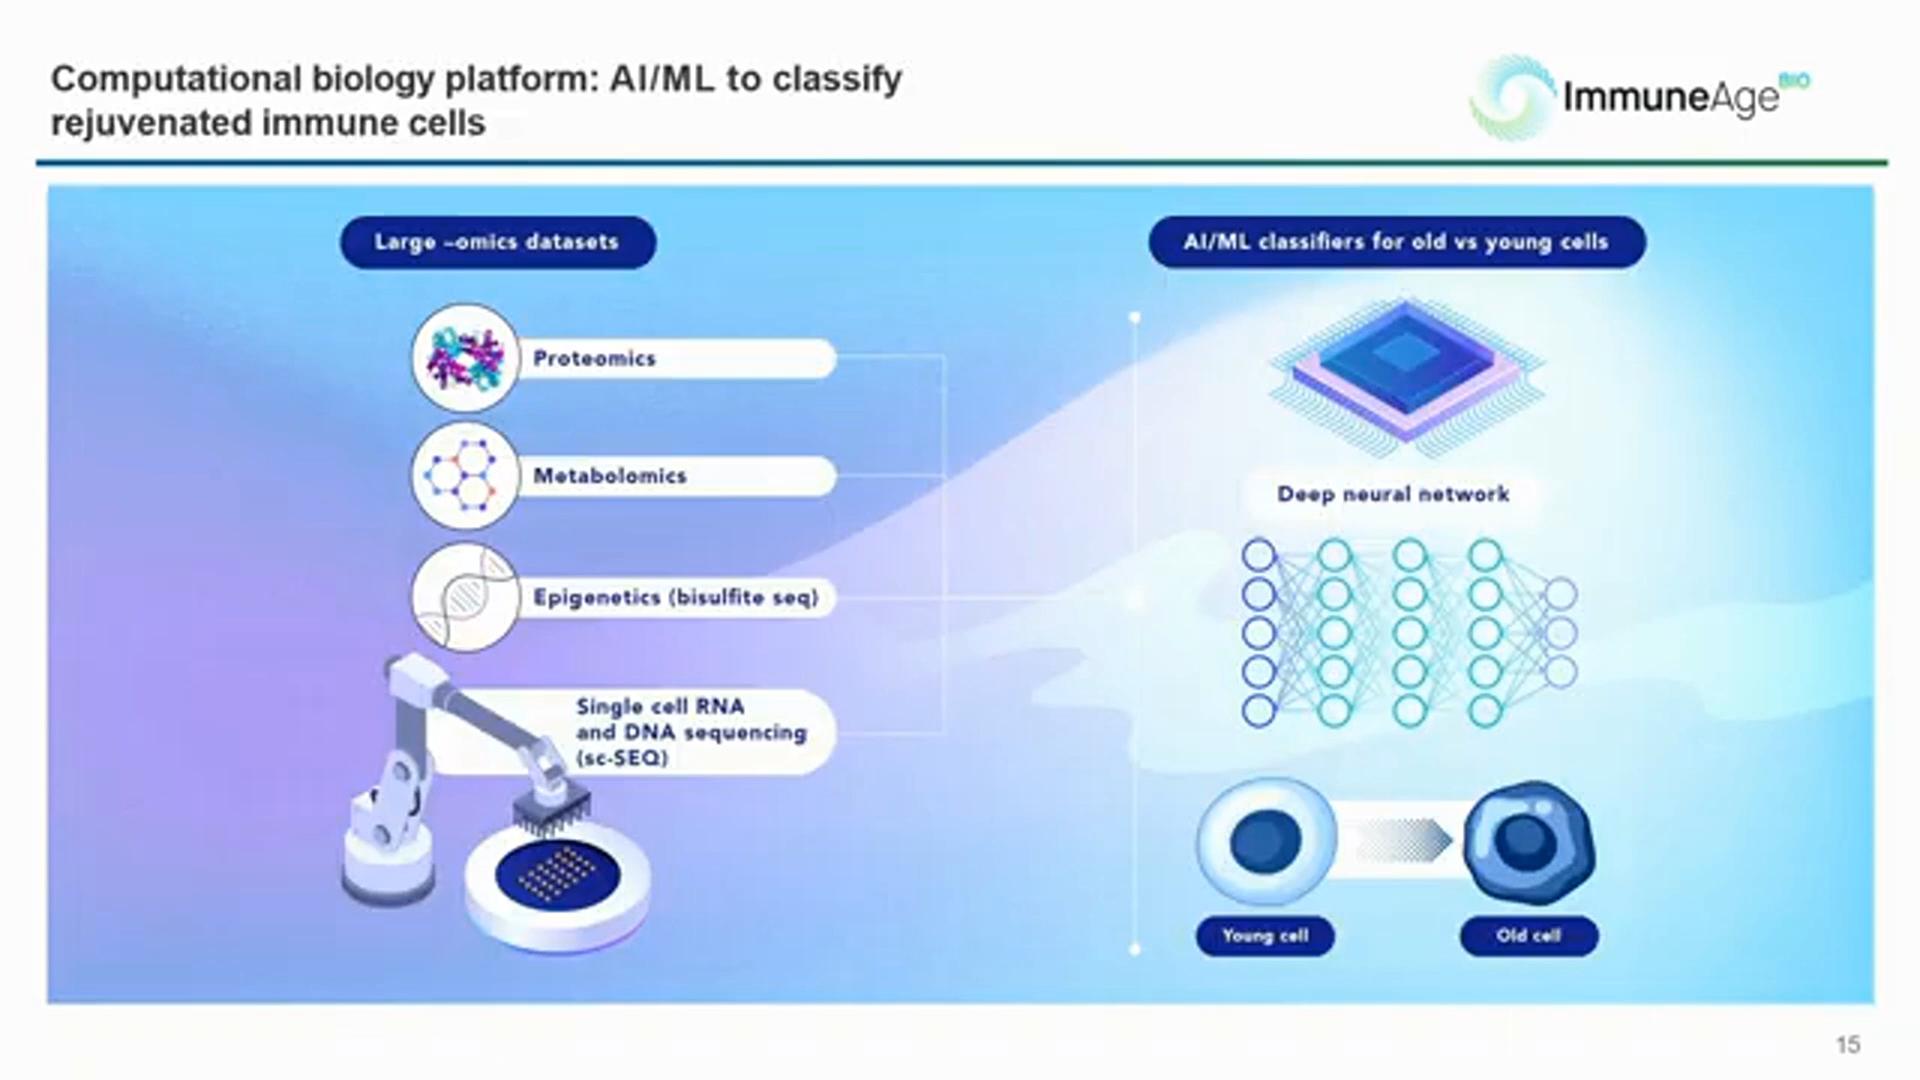 Computational biology platform: AI/ML to classify
rejuvenated immune cells
ImmuneAge BIO
Large –omics datasets
Proteomics
Metabolomics
Epigenetics (bisulfite seq)
Single cell RNA
and DNA sequencing
(sc-SEQ)
AI/ML classifiers for old vs young cells
Deep neural network
Young cell
Old cell
15